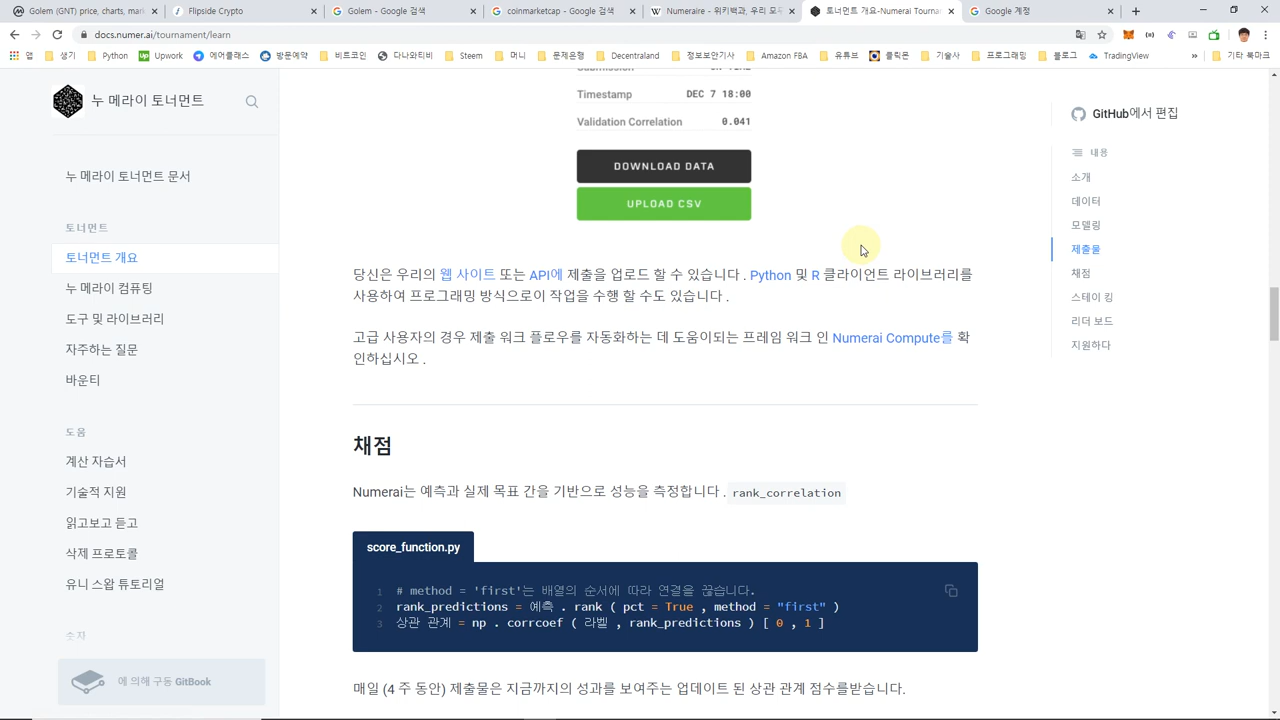 Golem (GNT) price, charts, mark
Flipside Crypto
Golem - Google 검색
coinmarketcap - Google 검색
Numeraire - 위키백과, 우리 모두
토너먼트 개요-Numerai Tournam
Google 계정
docs.numer.ai/tournament/learn
앱
생기
Python
Upwork
에어클래스
방문예약
비트코인
다나와티비
Steem
머니
문제은행
Decentraland
정보보안기사
Amazon FBA
유튜브
클릭몬
기술사
프로그래밍
블로그
TradingView
»
기타 북마크
누 메라이 토너먼트
누 메라이 토너먼트 문서
토너먼트
토너먼트 개요
누 메라이 컴퓨팅
도구 및 라이브러리
자주하는 질문
바운티
도움
계산 자습서
기술적 지원
읽고보고 듣고
삭제 프로토콜
유니 스왑 튜토리얼
숫자
에 의해 구동 GitBook
Timestamp DEC 7 18:00
Validation Correlation 0.041
DOWNLOAD DATA
UPLOAD CSV
당신은 우리의 웹 사이트 또는 API에 제출을 업로드 할 수 있습니다. Python 및 R 클라이언트 라이브러리를
사용하여 프로그래밍 방식으로이 작업을 수행 할 수도 있습니다.
고급 사용자의 경우 제출 워크 플로우를 자동화하는 데 도움이되는 프레임 워크 인 Numerai Compute를 확
인하십시오.
채점
Numerai는 예측과 실제 목표 간을 기반으로 성능을 측정합니다. rank_correlation
score_function.py
1 # method = 'first'는 배열의 순서에 따라 연결을 끊습니다.
2 rank_predictions = 예측 . rank ( pct = True , method = "first" )
3 상관 관계 = np . corrcoef ( 라벨 , rank_predictions ) [ 0 , 1 ]
매일 (4 주 동안) 제출물은 지금까지의 성과를 보여주는 업데이트 된 상관 관계 점수를받습니다.
GitHub에서 편집
내용
소개
데이터
모델링
제출물
채점
스테이 킹
리더 보드
지원하다